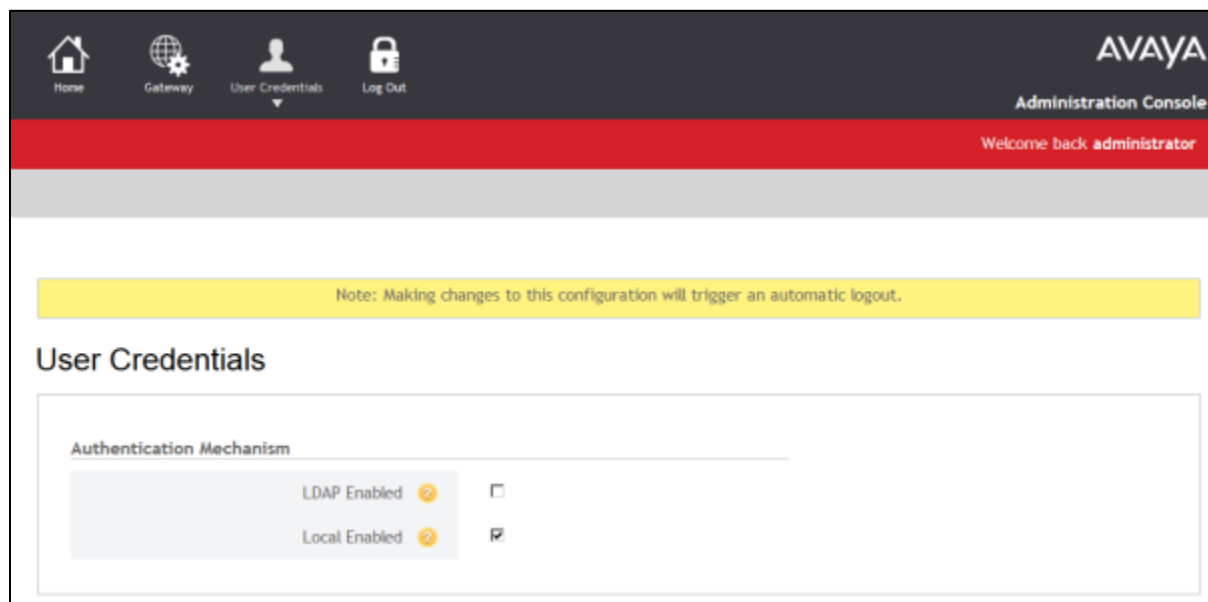 Home
Gateway
User Credentials
Log Out
AVAYA
Administration Console
Welcome back administrator
Note: Making changes to this configuration will trigger an automatic logout.
User Credentials
Authentication Mechanism
LDAP Enabled ?
Local Enabled ?